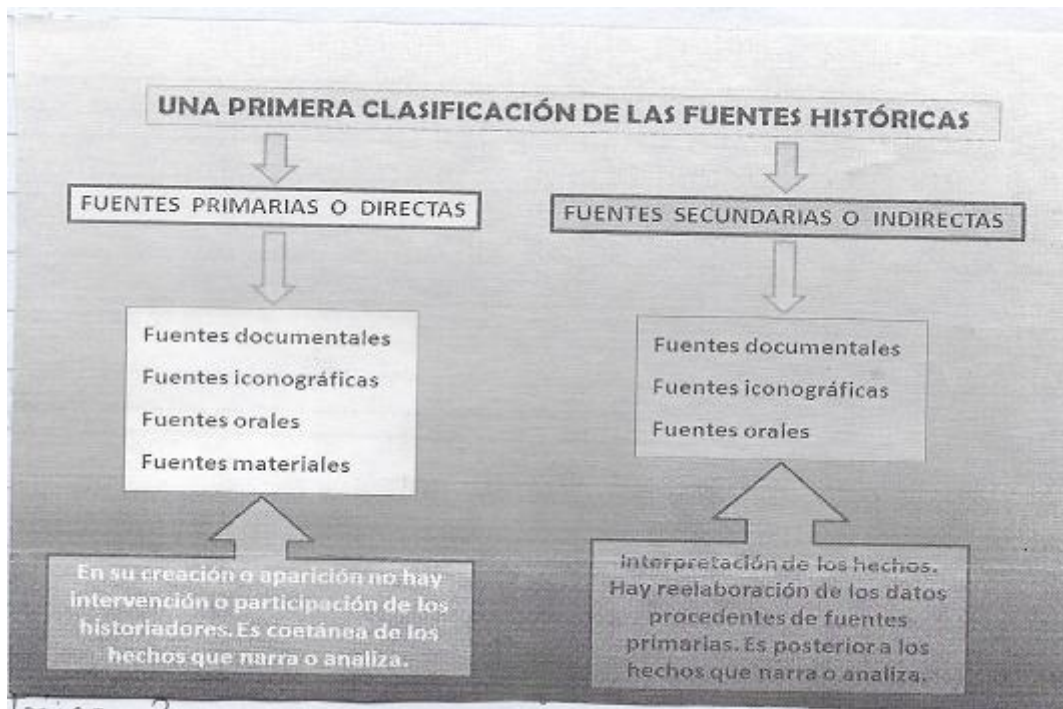 UNA PRIMERA CLASIFICACIÓN DE LAS FUENTES HISTÓRICAS
FUENTES PRIMARIAS O DIRECTAS
Fuentes documentales
Fuentes iconográficas
Fuentes orales
Fuentes materiales
En su creación o aparición no hay
intervención o participación de los
historiadores. Es coetánea de los
hechos que narra o analiza.
FUENTES SECUNDARIAS O INDIRECTAS
Fuentes documentales
Fuentes iconográficas
Fuentes orales
Interpretación de los hechos.
Hay reelaboración de los datos
procedentes de fuentes
primarias. Es posterior a los
hechos que narra o analiza.